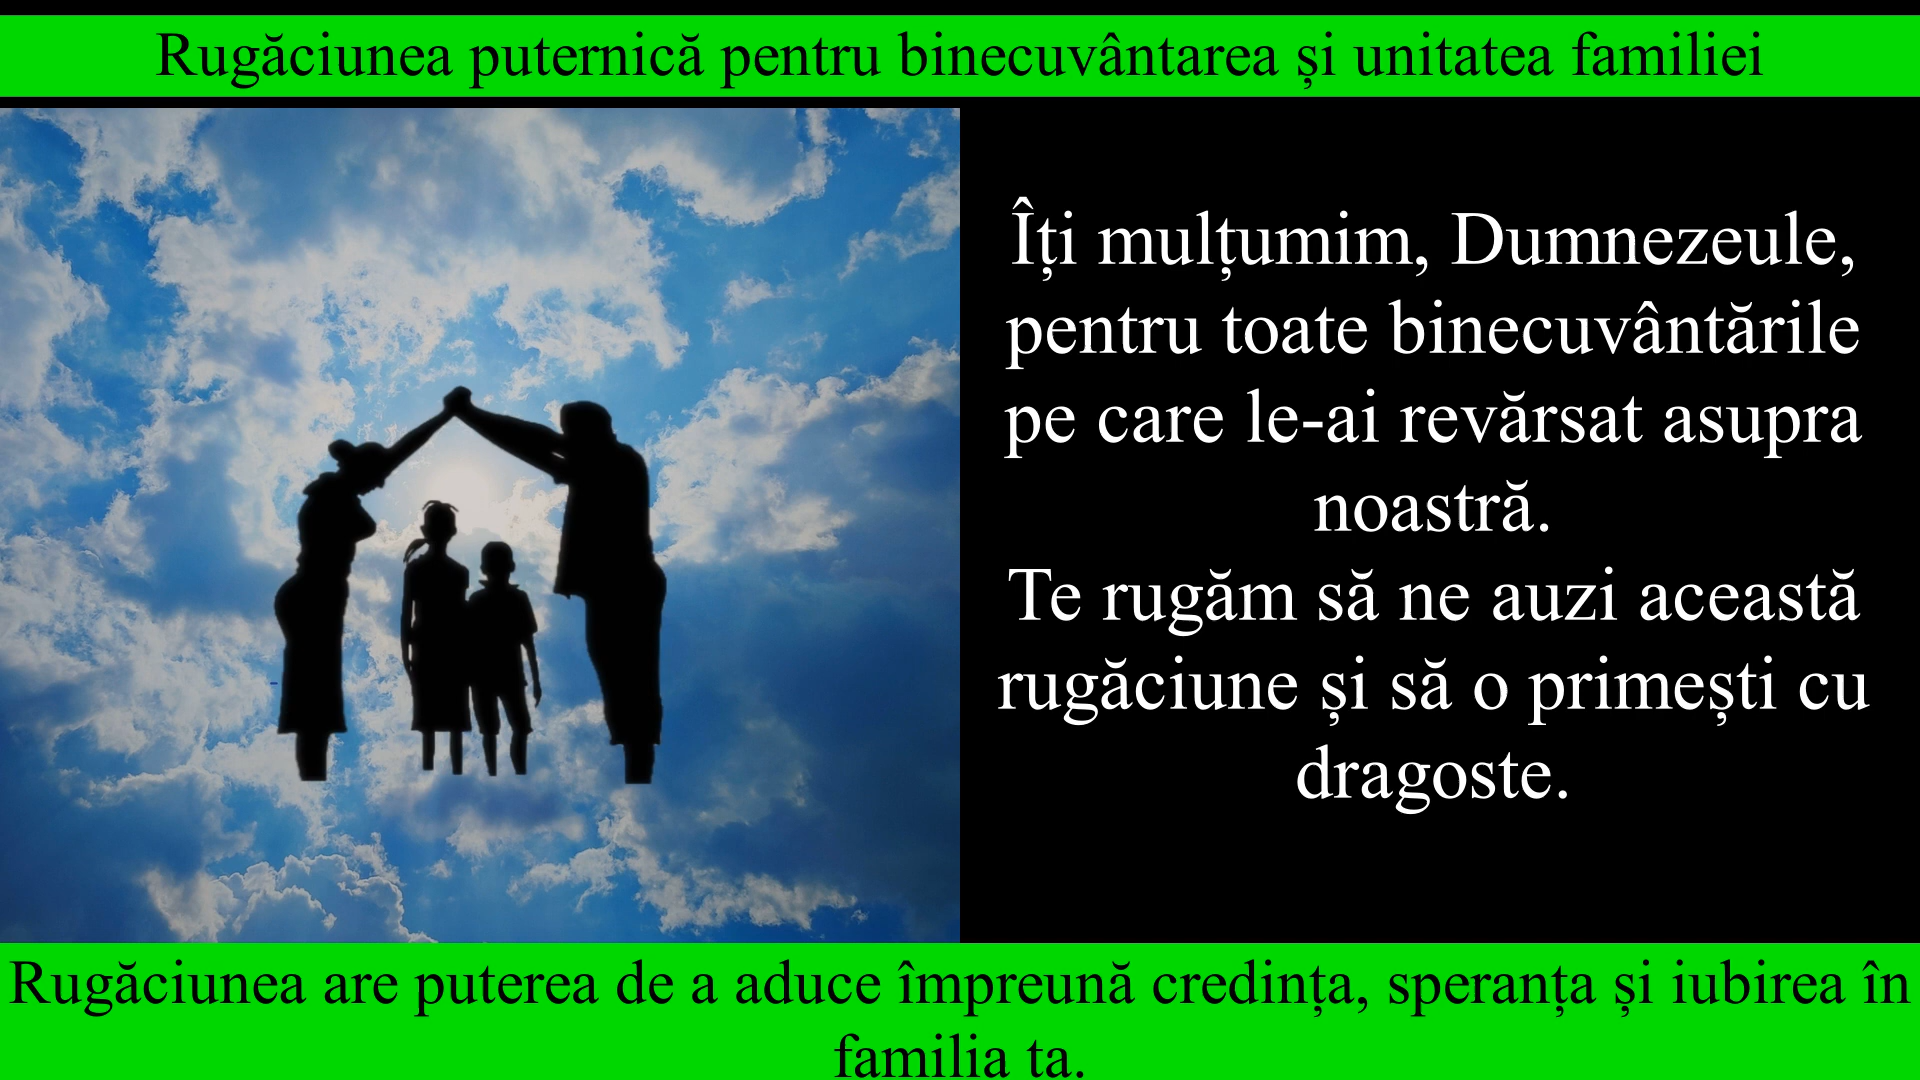 Rugăciunea puternică pentru binecuvântarea și unitatea familiei
Îți mulțumim, Dumnezeule,
pentru toate binecuvântările
pe care le-ai revărsat asupra
noastră.
Te rugăm să ne auzi această
rugăciune și să o primești cu
dragoste.
Rugăciunea are puterea de a aduce împreună credința, speranța și iubirea în
familia ta.